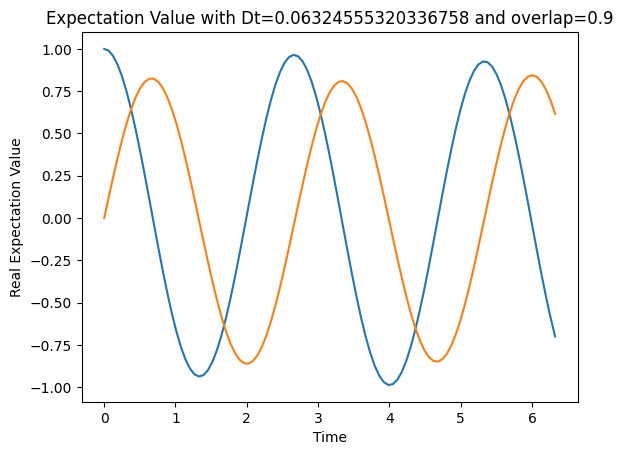 Expectation Value with Dt=0.06324555320336758 and overlap=0.9
1.00
0.75
0.50
0.25
0.00
−0.25
−0.50
−0.75
−1.00
Real Expectation Value
0 1 2 3 4 5 6
Time